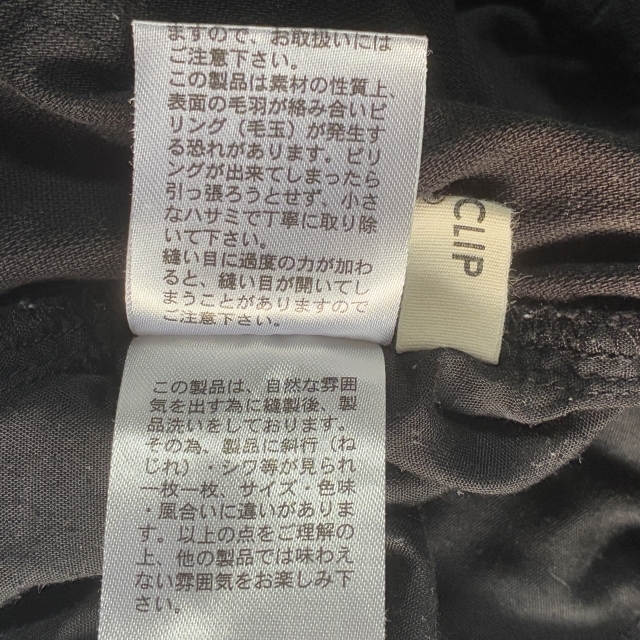 ますので、お取扱いには
ご注意下さい。
この製品は素材の性質上、
表面の毛羽が絡み合いピ
リング（毛玉）が発生す
る恐れがあります。ピリ
ングが出来てしまったら
引っ張ろうとせず、小さ
なハサミで丁寧に取り除
いて下さい。
縫い目に過度の力が加わ
ると、縫い目が開いてし
まうことがありますので
ご注意下さい。
CLIP
この製品は、自然な雰囲
気を出す為に縫製後、製
品洗いをしております。
その為、製品に斜行（ね
じれ）・シワ等が見られ
一枚一枚、サイズ・色味
・風合いに違いがありま
す。以上の点をご理解の
上、他の製品では味わえ
ない雰囲気をお楽しみ下
さい。